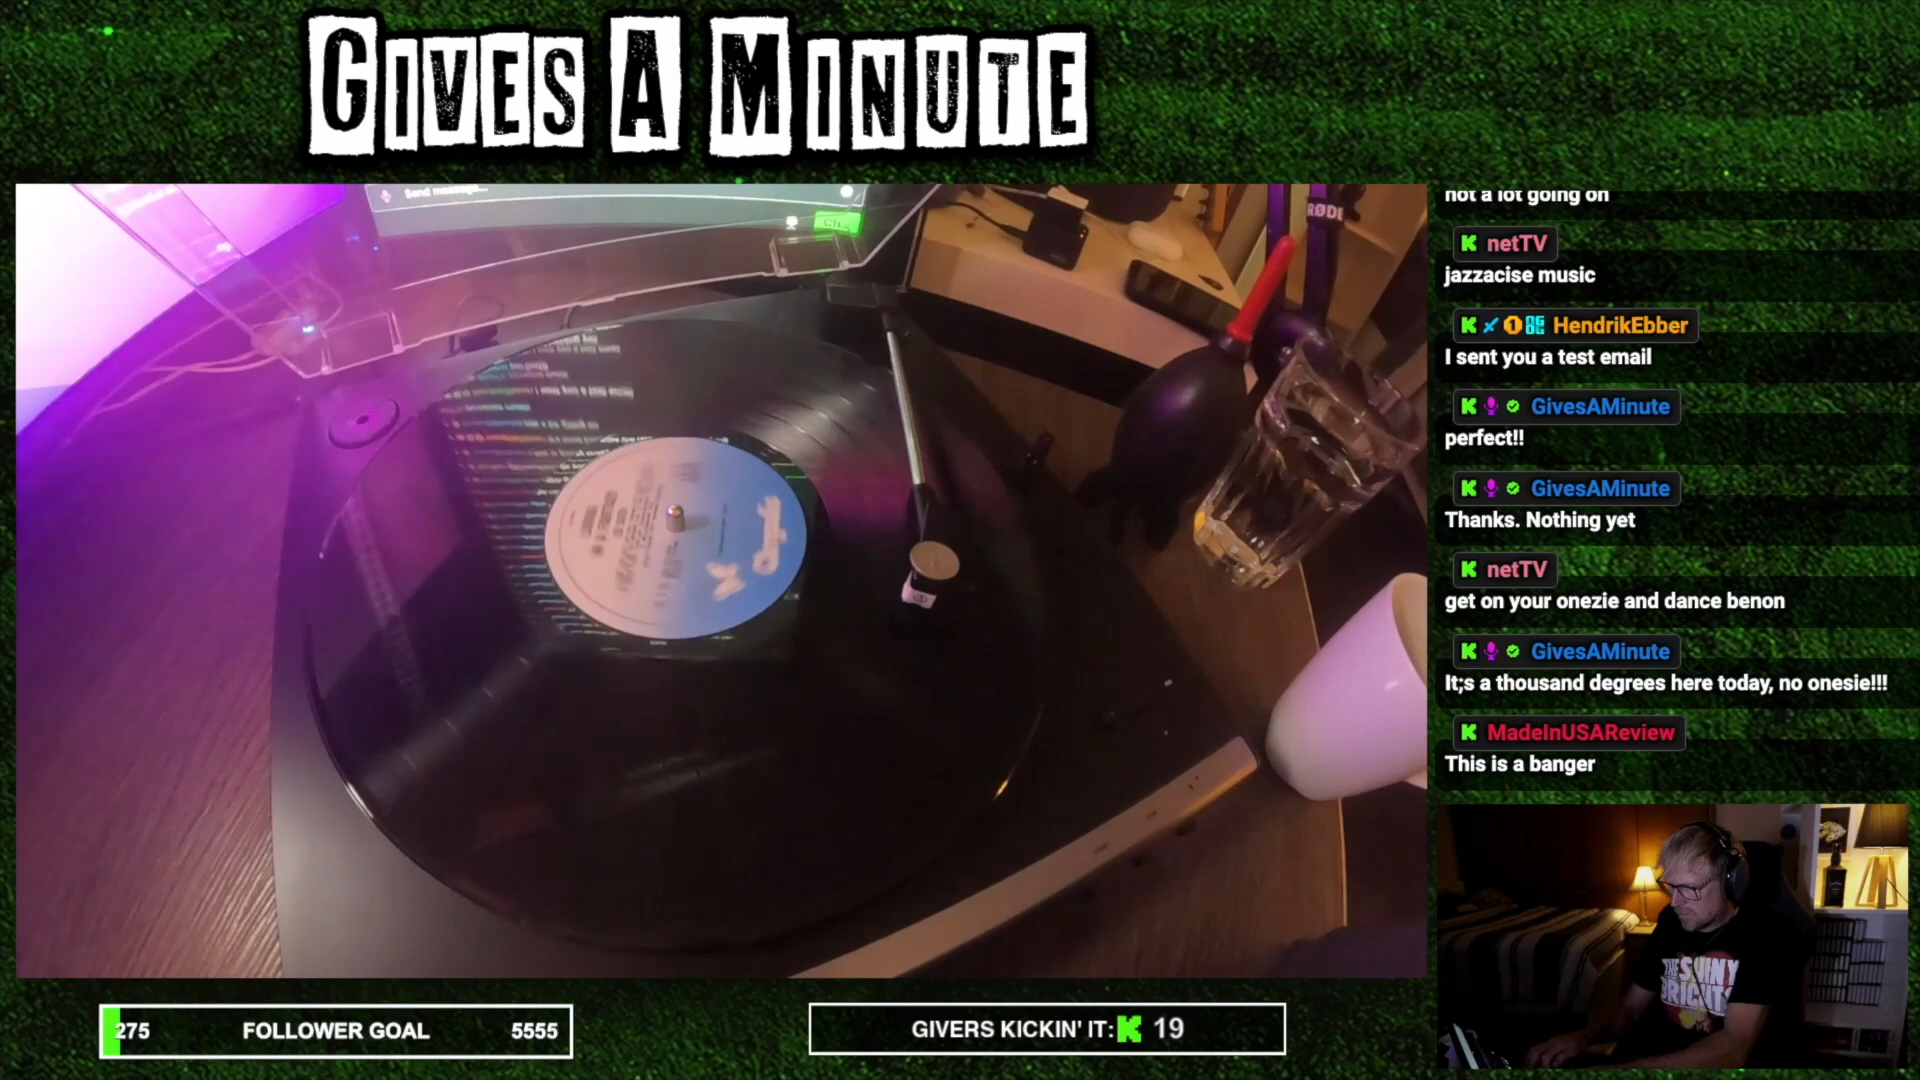 GIVES A MINUTE
Send message...
RØDE
not a lot going on
netTV
jazzacise music
HendrikEbber
I sent you a test email
GivesAMinute
perfect!!
GivesAMinute
Thanks. Nothing yet
netTV
get on your onezie and dance benon
GivesAMinute
It;s a thousand degrees here today, no onesie!!!
MadeInUSAReview
This is a banger
275 FOLLOWER GOAL 5555
GIVERS KICKIN' IT: 19